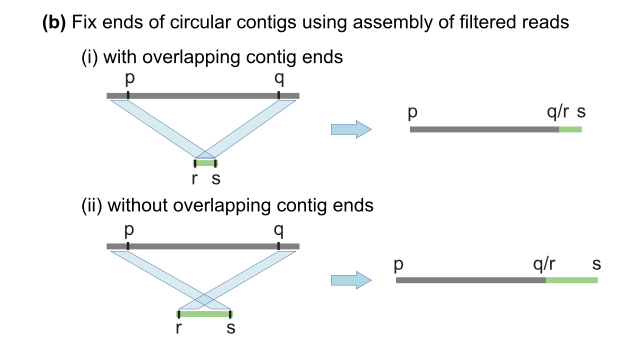 (b) Fix ends of circular contigs using assembly of filtered reads
(i) with overlapping contig ends
p q
p q/r s
r s
(ii) without overlapping contig ends
p q
p q/r s
r s